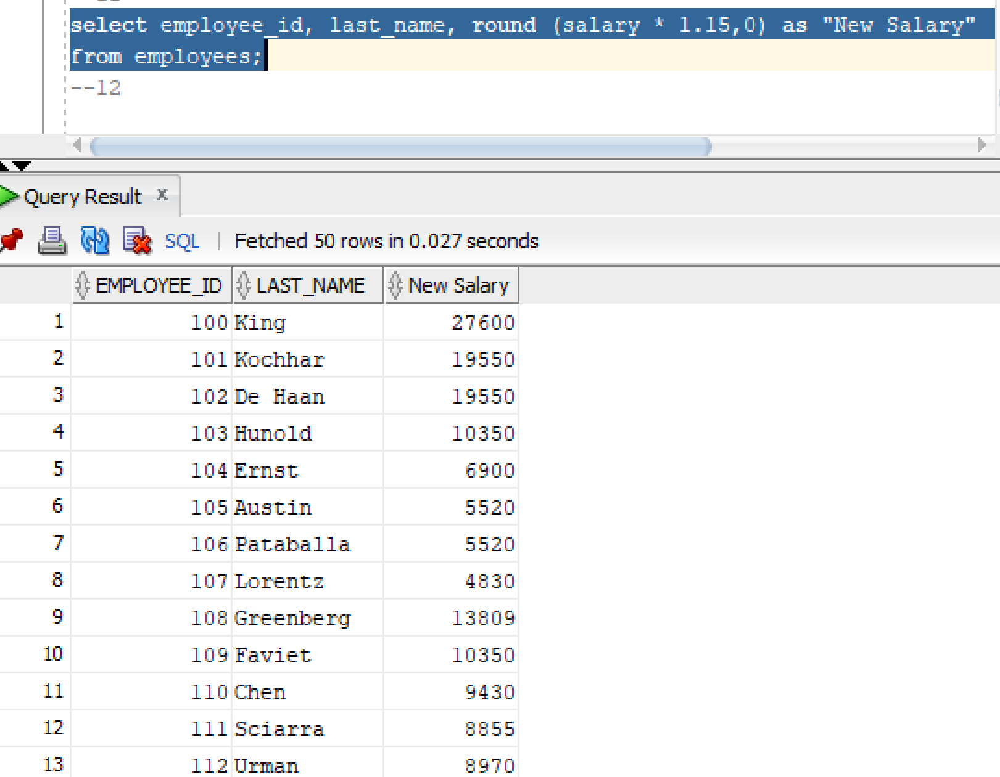 select employee_id, last_name, round (salary * 1.15,0) as "New Salary"
from employees;
--12
Query Result x
SQL | Fetched 50 rows in 0.027 seconds
EMPLOYEE_ID LAST_NAME New Salary
1 100 King 27600
2 101 Kochhar 19550
3 102 De Haan 19550
4 103 Hunold 10350
5 104 Ernst 6900
6 105 Austin 5520
7 106 Pataballa 5520
8 107 Lorentz 4830
9 108 Greenberg 13809
10 109 Faviet 10350
11 110 Chen 9430
12 111 Sciarra 8855
13 112 Urman 8970